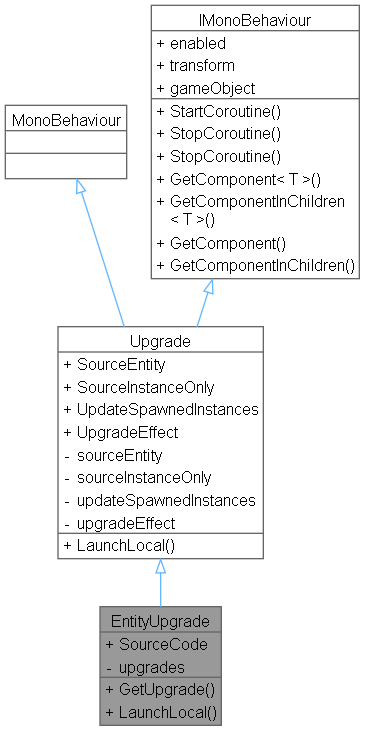 IMonoBehaviour
+ enabled
+ transform
+ gameObject
+ StartCoroutine()
+ StopCoroutine()
+ StopCoroutine()
+ GetComponent< T >()
+ GetComponentInChildren
< T >()
+ GetComponent()
+ GetComponentInChildren()
MonoBehaviour
Upgrade
+ SourceEntity
+ SourceInstanceOnly
+ UpdateSpawnedInstances
+ UpgradeEffect
- sourceEntity
- sourceInstanceOnly
- updateSpawnedInstances
- upgradeEffect
+ LaunchLocal()
EntityUpgrade
+ SourceCode
- upgrades
+ GetUpgrade()
+ LaunchLocal()